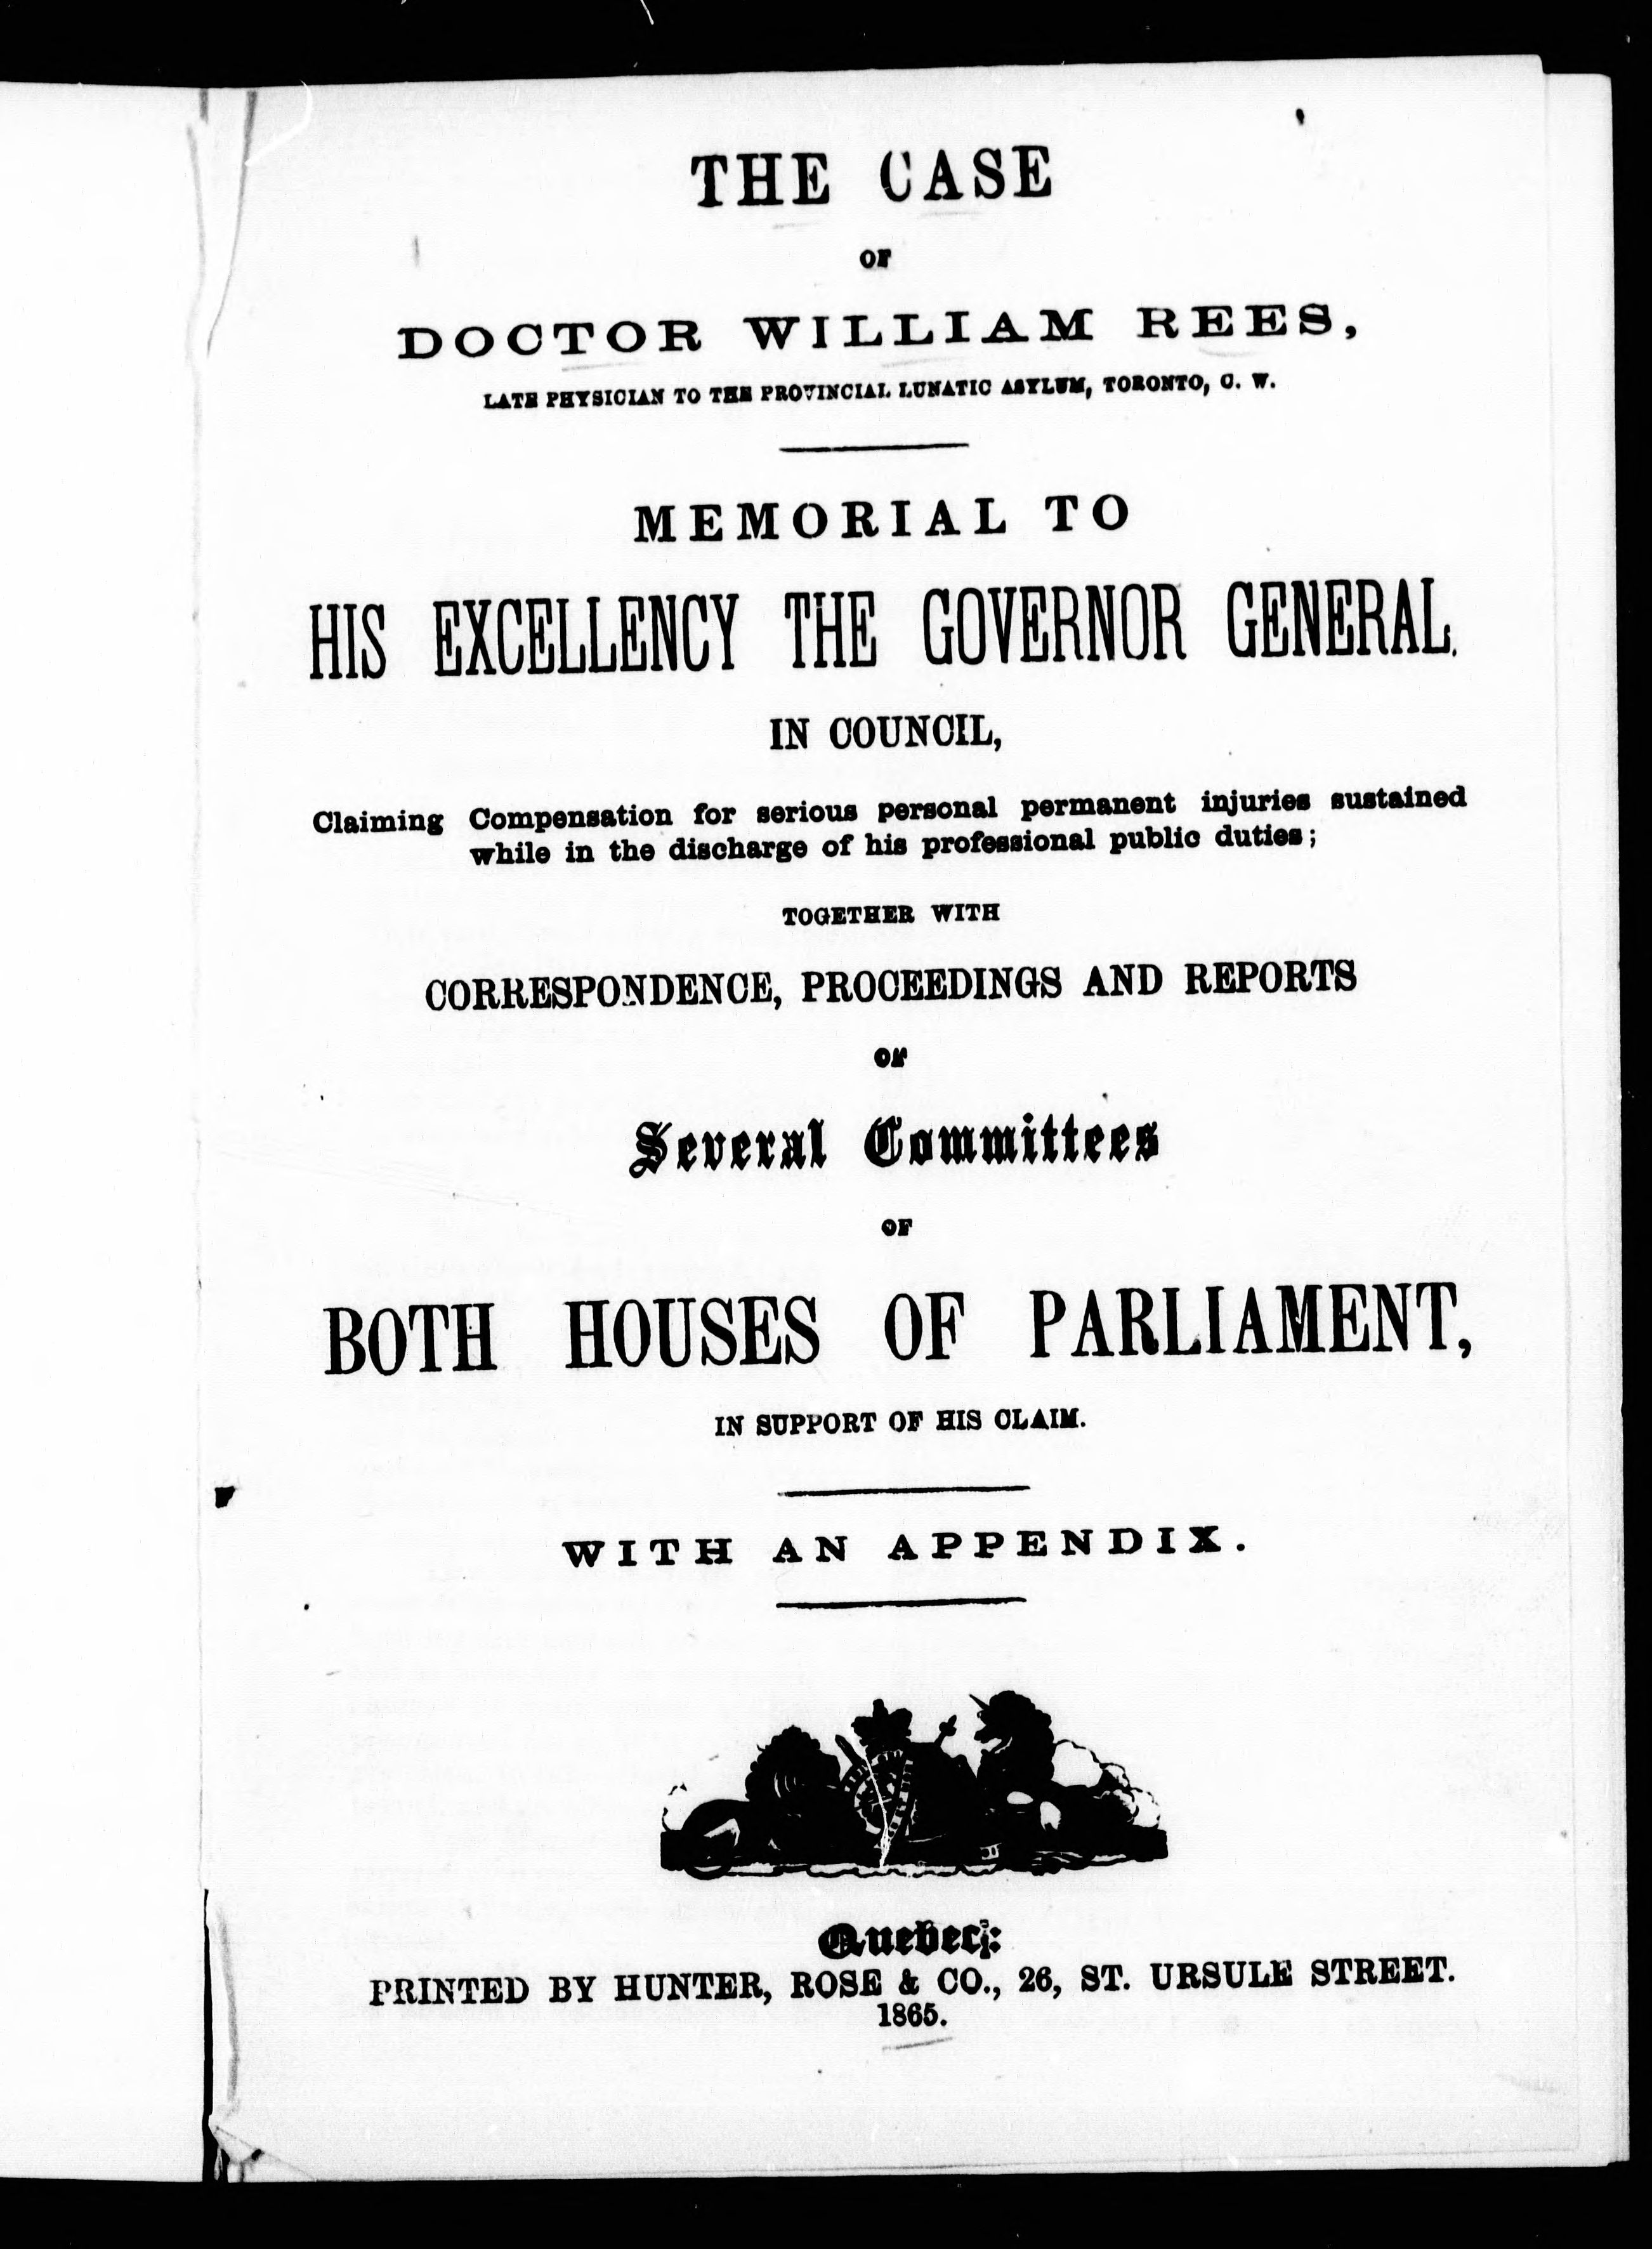 THE CASE
OF
DOCTOR WILLIAM REES,
LATE PHYSICIAN TO THE PROVINCIAL LUNATIC ASYLUM, TORONTO, C. W.
MEMORIAL TO
HIS EXCELLENCY THE GOVERNOR GENERAL.
IN COUNCIL,
Claiming Compensation for serious personal permanent injuries sustained
while in the discharge of his professional public duties;
TOGETHER WITH
CORRESPONDENCE, PROCEEDINGS AND REPORTS
OF
Several Committees
OF
BOTH HOUSES OF PARLIAMENT,
IN SUPPORT OF HIS CLAIM.
WITH AN APPENDIX.
Quebec:
PRINTED BY HUNTER, ROSE & CO., 26, ST. URSULE STREET.
1865.